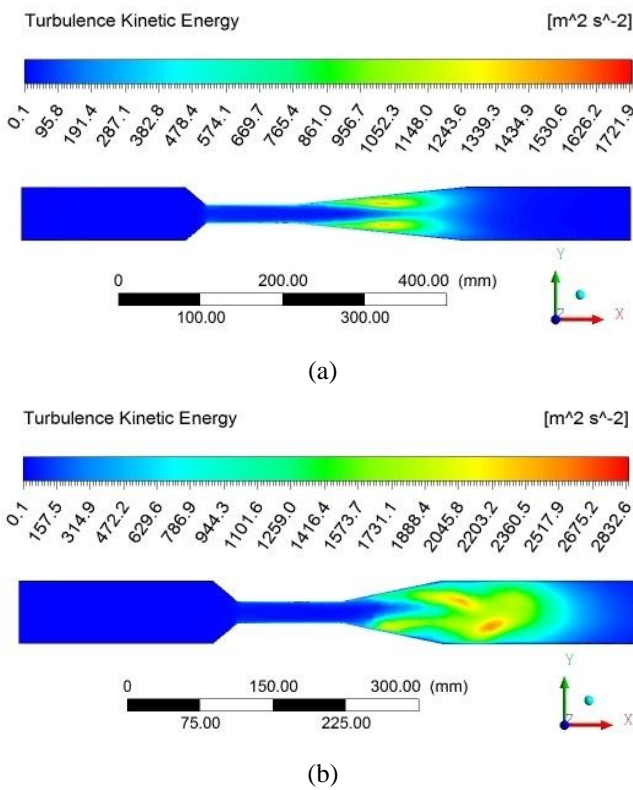 Turbulence Kinetic Energy [m^2 s^-2]
0.1 95.8 191.4 287.1 382.8 478.4 574.1 669.7 765.4 861.0 956.7 1052.3 1148.0 1243.6 1339.3 1434.9 1530.6 1626.2 1721.9
0 200.00 400.00 (mm)
100.00 300.00
Y
Z X
(a)
Turbulence Kinetic Energy [m^2 s^-2]
0.1 157.5 314.9 472.2 629.6 786.9 944.3 1101.6 1259.0 1416.4 1573.7 1731.1 1888.4 2045.8 2203.2 2360.5 2517.9 2675.2 2832.6
0 150.00 300.00 (mm)
75.00 225.00
Y
Z X
(b)